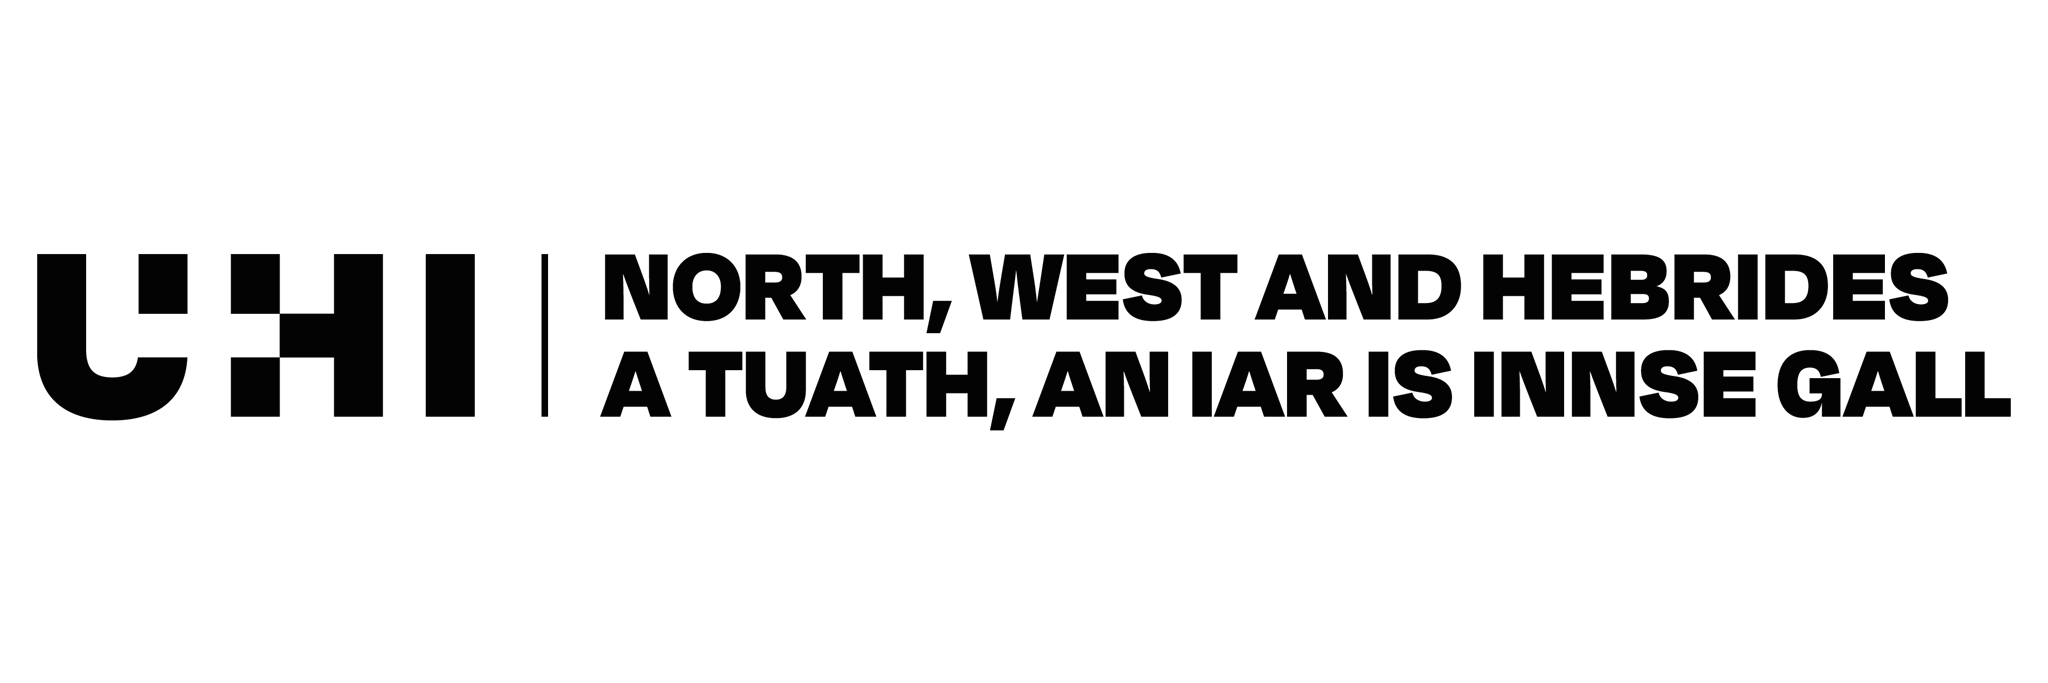 UHI
NORTH, WEST AND HEBRIDES
A TUATH, AN IAR IS INNSE GALL